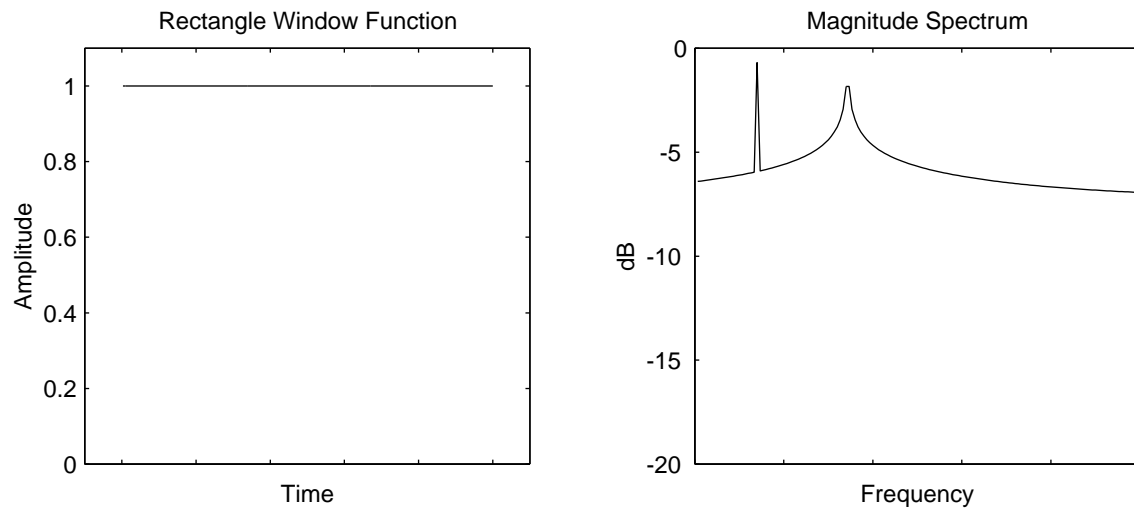 Rectangle Window Function
1
0.8
0.6
0.4
0.2
0
Amplitude
Time
Magnitude Spectrum
0
-5
-10
-15
-20
dB
Frequency